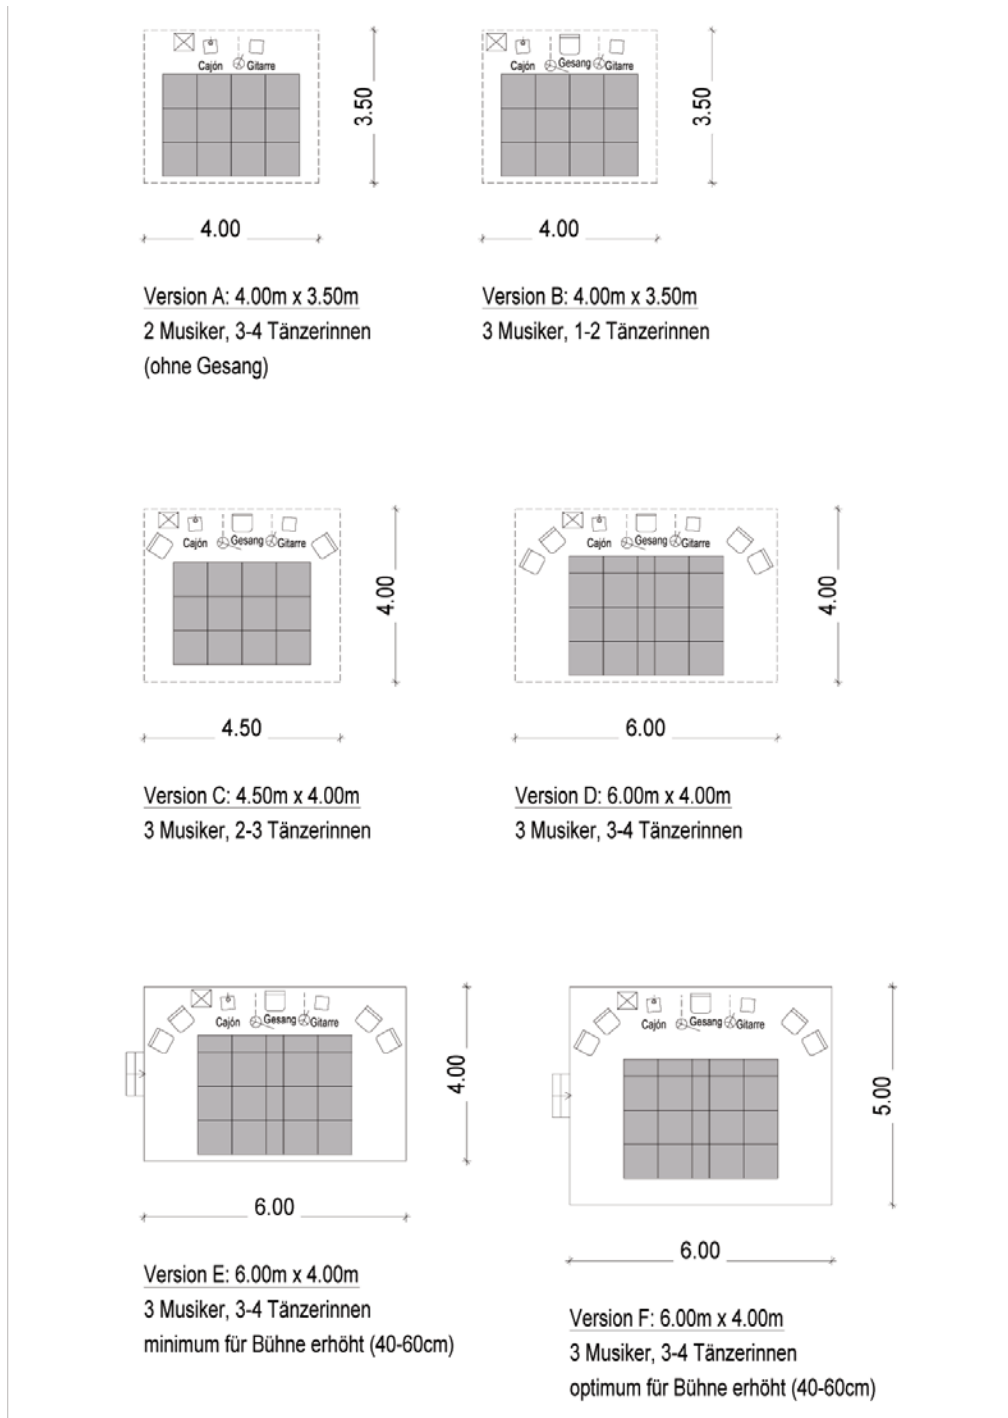 Cajón Gitarre
3.50
4.00
Version A: 4.00m x 3.50m
2 Musiker, 3-4 Tänzerinnen
(ohne Gesang)
Cajón Gesang Gitarre
3.50
4.00
Version B: 4.00m x 3.50m
3 Musiker, 1-2 Tänzerinnen
Cajón Gesang Gitarre
4.00
4.50
Version C: 4.50m x 4.00m
3 Musiker, 2-3 Tänzerinnen
Cajón Gesang Gitarre
4.00
6.00
Version D: 6.00m x 4.00m
3 Musiker, 3-4 Tänzerinnen
Cajón Gesang Gitarre
4.00
6.00
Version E: 6.00m x 4.00m
3 Musiker, 3-4 Tänzerinnen
minimum für Bühne erhöht (40-60cm)
Cajón Gesang Gitarre
5.00
6.00
Version F: 6.00m x 4.00m
3 Musiker, 3-4 Tänzerinnen
optimum für Bühne erhöht (40-60cm)